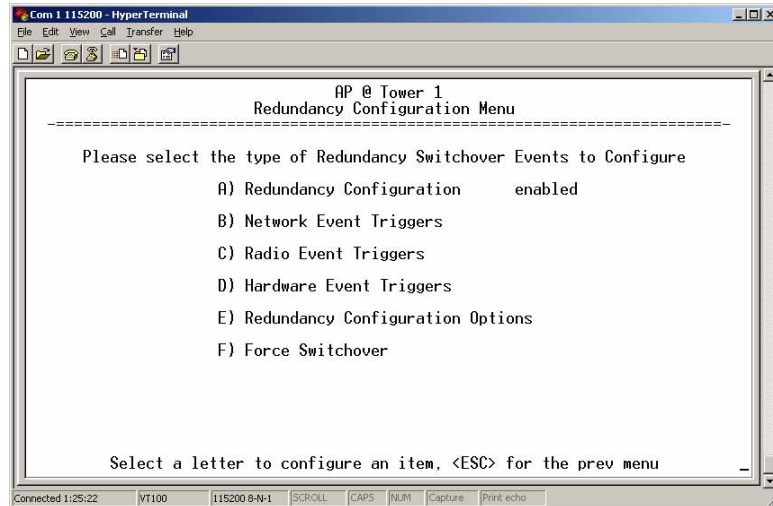 Com 1 115200 - HyperTerminal
File Edit View Call Transfer Help
AP @ Tower 1
Redundancy Configuration Menu
-==========================================================================-
Please select the type of Redundancy Switchover Events to Configure
A) Redundancy Configuration enabled
B) Network Event Triggers
C) Radio Event Triggers
D) Hardware Event Triggers
E) Redundancy Configuration Options
F) Force Switchover
Select a letter to configure an item, <ESC> for the prev menu _
Connected 1:25:22 VT100 115200 8-N-1 SCROLL CAPS NUM Capture Print echo